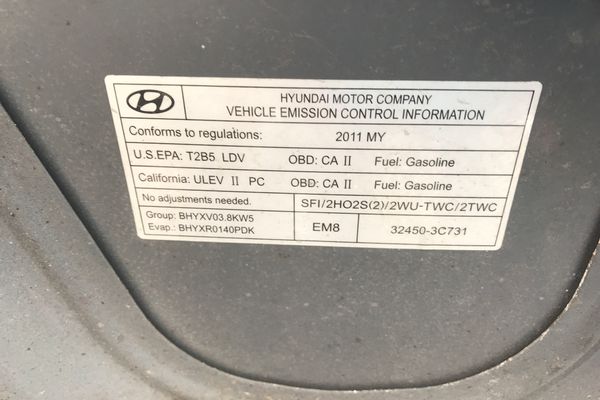 HYUNDAI MOTOR COMPANY
VEHICLE EMISSION CONTROL INFORMATION
Conforms to regulations: 2011 MY
U.S.EPA: T2B5 LDV OBD: CA II Fuel: Gasoline
California: ULEV II PC OBD: CA II Fuel: Gasoline
No adjustments needed. SFI/2HO2S(2)/2WU-TWC/2TWC
Group: BHYXV03.8KW5
Evap.: BHYXR0140PDK
EM8
32450-3C731